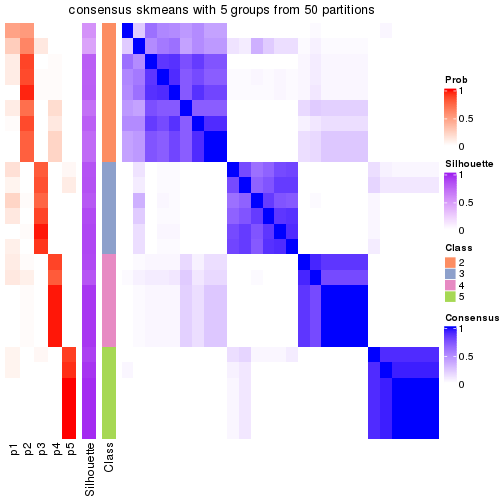 consensus skmeans with 5 groups from 50 partitions
Prob
1
0.5
0
Silhouette
1
0.5
0
Class
2
3
4
5
Consensus
1
0.5
0
p1
p2
p3
p4
p5
Silhouette
Class